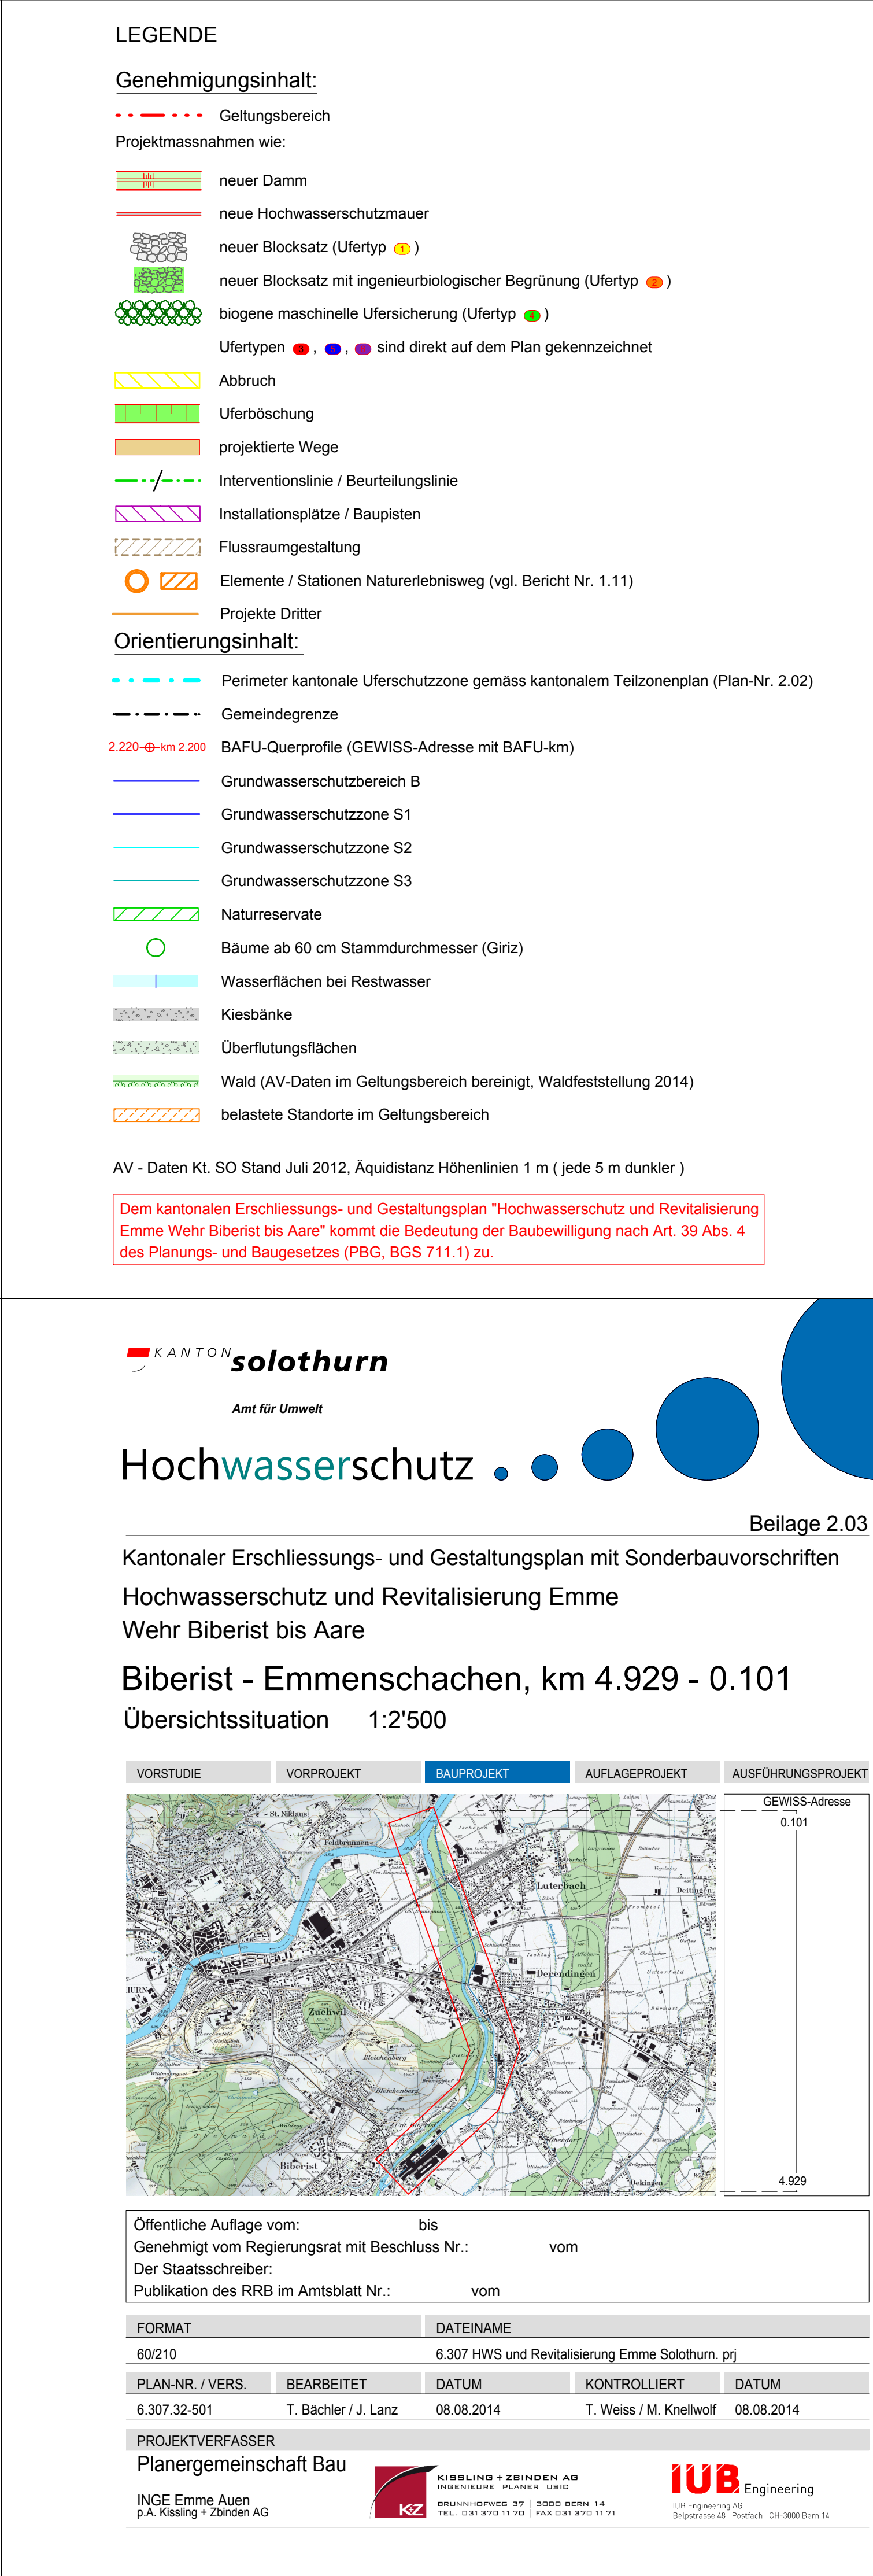 LEGENDE
Genehmigungsinhalt:
Geltungsbereich
Projektmassnahmen wie:
neuer Damm
neue Hochwasserschutzmauer
neuer Blocksatz (Ufertyp 1 )
neuer Blocksatz mit ingenieurbiologischer Begrünung (Ufertyp 2 )
biogene maschinelle Ufersicherung (Ufertyp 4 )
Ufertypen 3 , 5 , sind direkt auf dem Plan gekennzeichnet
Abbruch
Uferböschung
projektierte Wege
Interventionslinie / Beurteilungslinie
Installationsplätze / Baupisten
Flussraumgestaltung
Elemente / Stationen Naturerlebnisweg (vgl. Bericht Nr. 1.11)
Projekte Dritter
Orientierungsinhalt:
Perimeter kantonale Uferschutzzone gemäss kantonalem Teilzonenplan (Plan-Nr. 2.02)
Gemeindegrenze
2.220 km 2.200 BAFU-Querprofile (GEWISS-Adresse mit BAFU-km)
Grundwasserschutzbereich B
Grundwasserschutzzone S1
Grundwasserschutzzone S2
Grundwasserschutzzone S3
Naturreservate
Bäume ab 60 cm Stammdurchmesser (Giriz)
Wasserflächen bei Restwasser
Kiesbänke
Überflutungsflächen
Wald (AV-Daten im Geltungsbereich bereinigt, Waldfeststellung 2014)
belastete Standorte im Geltungsbereich
AV - Daten Kt. SO Stand Juli 2012, Äquidistanz Höhenlinien 1 m ( jede 5 m dunkler )
Dem kantonalen Erschliessungs- und Gestaltungsplan "Hochwasserschutz und Revitalisierung
Emme Wehr Biberist bis Aare" kommt die Bedeutung der Baubewilligung nach Art. 39 Abs. 4
des Planungs- und Baugesetzes (PBG, BGS 711.1) zu.
KANTON solothurn
Amt für Umwelt
Hochwasserschutz
Beilage 2.03
Kantonaler Erschliessungs- und Gestaltungsplan mit Sonderbauvorschriften
Hochwasserschutz und Revitalisierung Emme
Wehr Biberist bis Aare
Biberist - Emmenschachen, km 4.929 - 0.101
Übersichtssituation 1:2'500
VORSTUDIE VORPROJEKT BAUPROJEKT AUFLAGEPROJEKT AUSFÜHRUNGSPROJEKT
GEWISS-Adresse
0.101
St. Niklaus
Feldbrunnen
Luterbach
Deitingen
Derendingen
Zuchwil
Bleichenberg
Bleichenberg
Biberist
Oekingen
4.929
Öffentliche Auflage vom: bis
Genehmigt vom Regierungsrat mit Beschluss Nr.: vom
Der Staatsschreiber:
Publikation des RRB im Amtsblatt Nr.: vom
FORMAT DATEINAME
60/210 6.307 HWS und Revitalisierung Emme Solothurn. prj
PLAN-NR. / VERS. BEARBEITET DATUM KONTROLLIERT DATUM
6.307.32-501 T. Bächler / J. Lanz 08.08.2014 T. Weiss / M. Knellwolf 08.08.2014
PROJEKTVERFASSER
Planergemeinschaft Bau
INGE Emme Auen
p.A. Kissling + Zbinden AG
K+Z
KISSLING + ZBINDEN AG
INGENIEURE PLANER USIC
BRUNNHOFWEG 37 | 3000 BERN 14
TEL. 031 370 11 70 | FAX 031 370 11 71
IUB Engineering
IUB Engineering AG
Belpstrasse 48 Postfach CH-3000 Bern 14